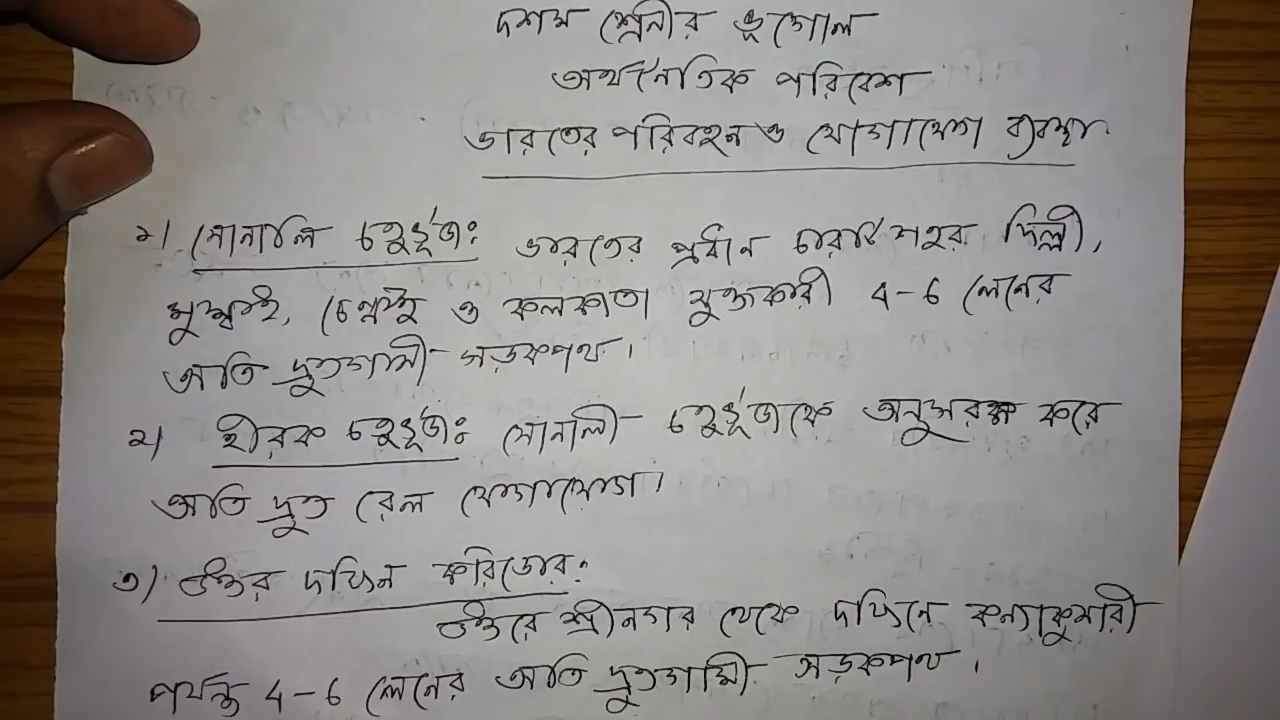 দশম শ্রেনীর ভূগোল
অর্থনৈতিক পরিবেশ
ভারতের পরিবহন ও যোগাযোগ ব্যবস্থা
১। সোনালি চতুর্ভূজঃ ভারতের প্রধান চারটি শহর দিল্লী,
মুম্বাই, চেন্নাই ও কলকাতা যুক্তকারী 4-6 লেনের
অতি দ্রুতগামী সড়কপথ।
২। হীরক চতুর্ভূজঃ সোনালী চতুর্ভূজকে অনুসরন করে
অতি দ্রুত রেল যোগাযোগ।
৩) উত্তর দক্ষিন করিডোর:
উত্তরে শ্রীনগর থেকে দক্ষিনে কন্যাকুমারী
পর্যন্ত 4-6 লেনের অতি দ্রুতগামী সড়কপথ।